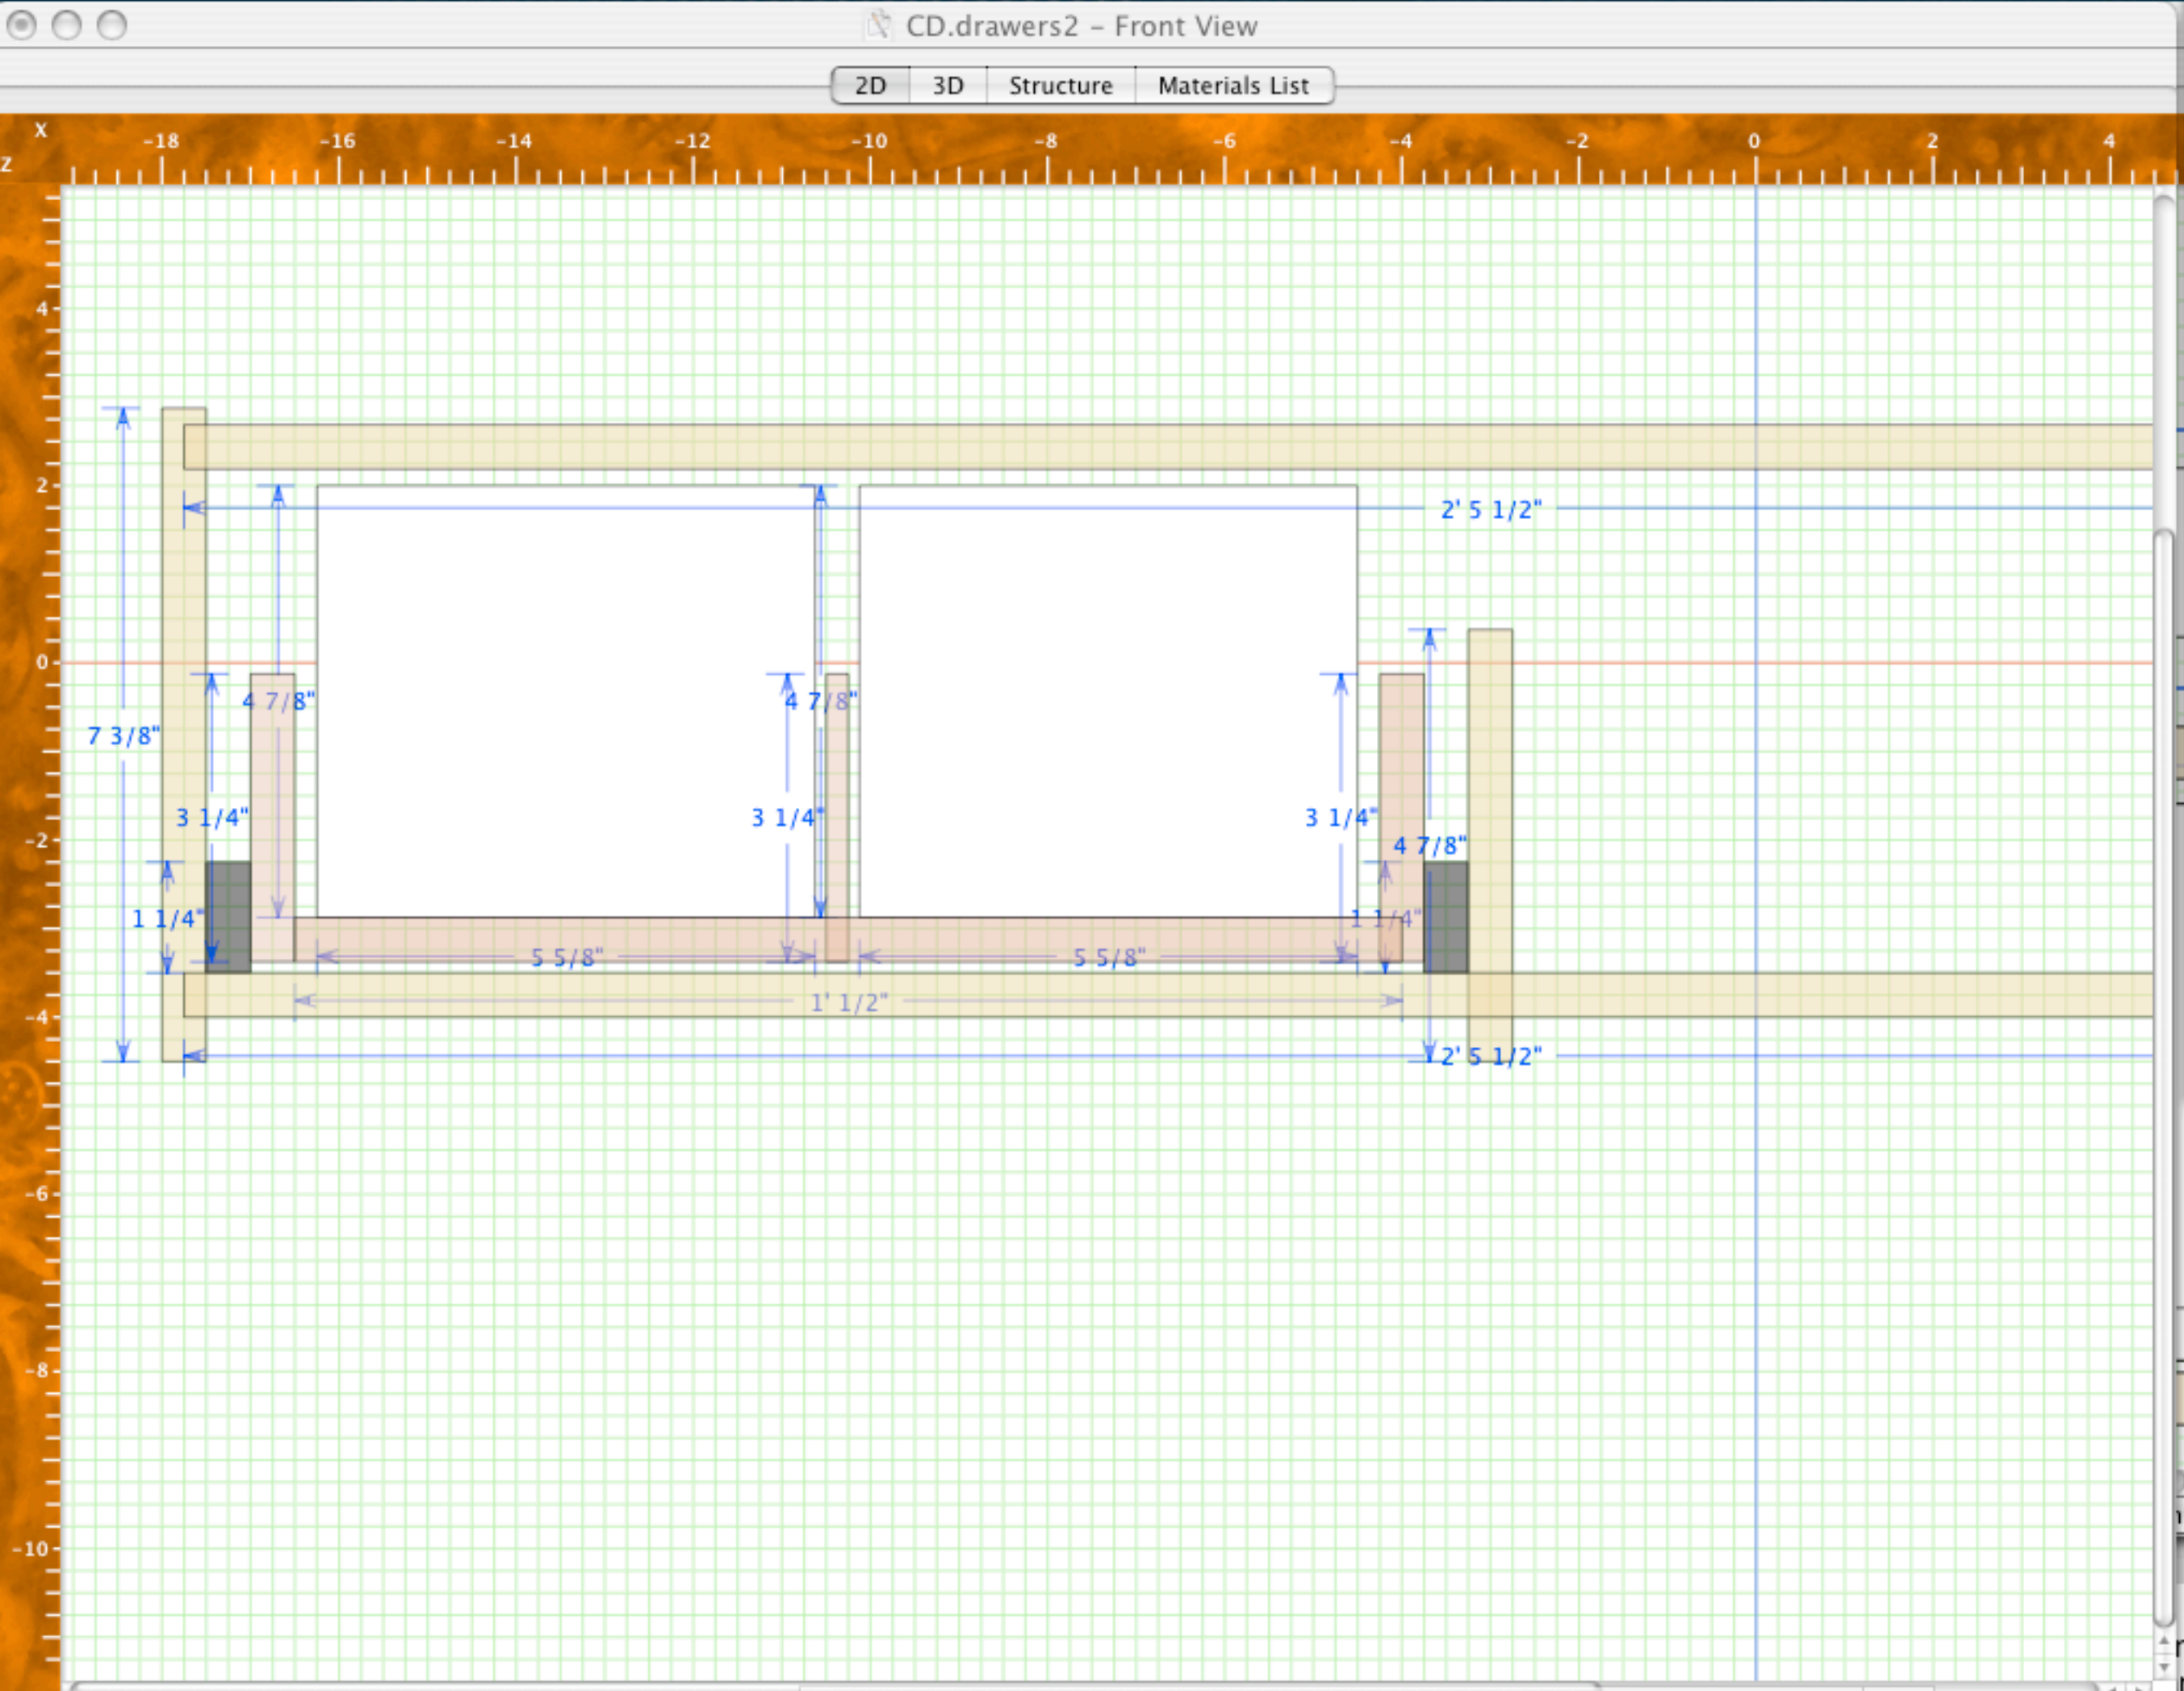 CD.drawers2 – Front View
2D 3D Structure Materials List
X
-18 -16 -14 -12 -10 -8 -6 -4 -2 0 2 4
Z
4
2
2' 5 1/2"
0
4 7/8" 4 7/8"
7 3/8"
3 1/4" 3 1/4" 3 1/4"
-2
4 7/8"
1 1/4" 1 1/4"
5 5/8" 5 5/8"
1' 1/2"
-4
2' 5 1/2"
-6
-8
-10